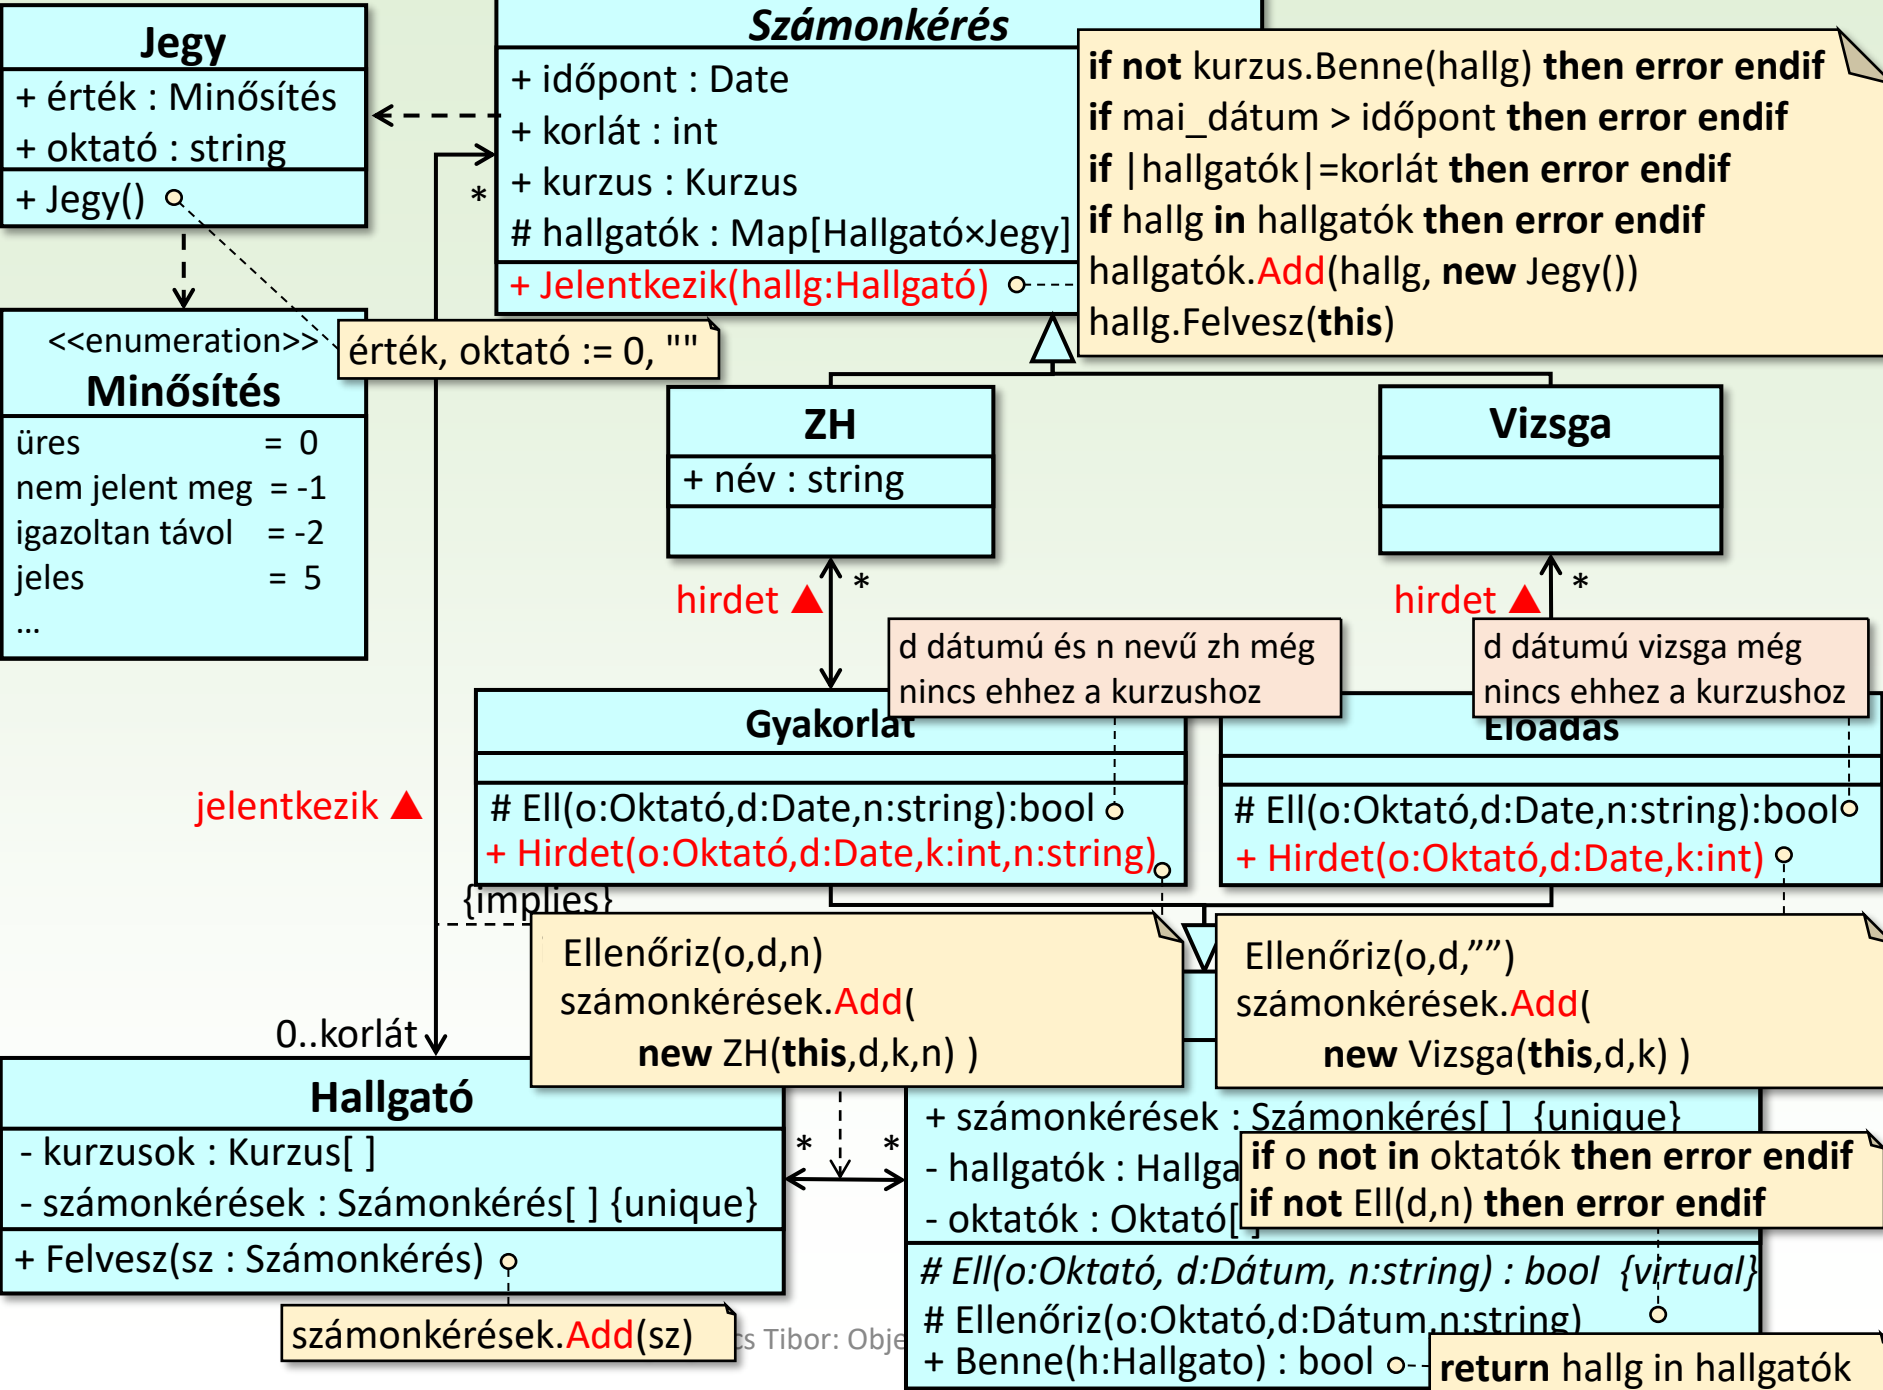 Jegy
+ érték : Minősítés
+ oktató : string
+ Jegy()
érték, oktató := 0, ""
<<enumeration>>
Minősítés
üres = 0
nem jelent meg = -1
igazoltan távol = -2
jeles = 5
...
Számonkérés
+ időpont : Date
+ korlát : int
+ kurzus : Kurzus
# hallgatók : Map[Hallgató×Jegy]
+ Jelentkezik(hallg:Hallgató)
*
if not kurzus.Benne(hallg) then error endif
if mai_dátum > időpont then error endif
if |hallgatók|=korlát then error endif
if hallg in hallgatók then error endif
hallgatók.Add(hallg, new Jegy())
hallg.Felvesz(this)
ZH
+ név : string
Vizsga
hirdet ▲ *
hirdet ▲ *
d dátumú és n nevű zh még
nincs ehhez a kurzushoz
d dátumú vizsga még
nincs ehhez a kurzushoz
Gyakorlat
# Ell(o:Oktató,d:Date,n:string):bool
+ Hirdet(o:Oktató,d:Date,k:int,n:string)
Előadás
# Ell(o:Oktató,d:Date,n:string):bool
+ Hirdet(o:Oktató,d:Date,k:int)
jelentkezik ▲
{implies}
Ellenőriz(o,d,n)
számonkérések.Add(
new ZH(this,d,k,n) )
Ellenőriz(o,d,””)
számonkérések.Add(
new Vizsga(this,d,k) )
0..korlát
Hallgató
- kurzusok : Kurzus[ ]
- számonkérések : Számonkérés[ ] {unique}
+ Felvesz(sz : Számonkérés)
számonkérések.Add(sz)
* *
+ számonkérések : Számonkérés[ ] {unique}
- hallgatók : Hallga
- oktatók : Oktató[
if o not in oktatók then error endif
if not Ell(d,n) then error endif
# Ell(o:Oktató, d:Dátum, n:string) : bool {virtual}
# Ellenőriz(o:Oktató,d:Dátum,n:string)
+ Benne(h:Hallgato) : bool
return hallg in hallgatók
Tibor: Obje